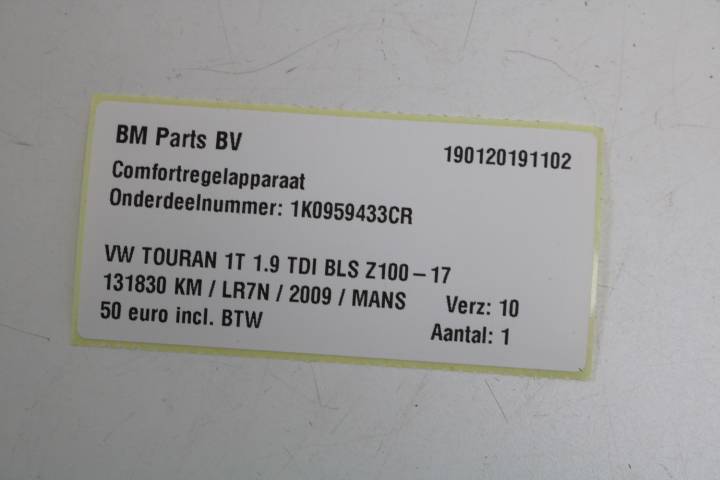 BM Parts BV 190120191102
Comfortregelapparaat
Onderdeelnummer: 1K0959433CR
VW TOURAN 1T 1.9 TDI BLS Z100-17
131830 KM / LR7N / 2009 / MANS Verz: 10
50 euro incl. BTW Aantal: 1